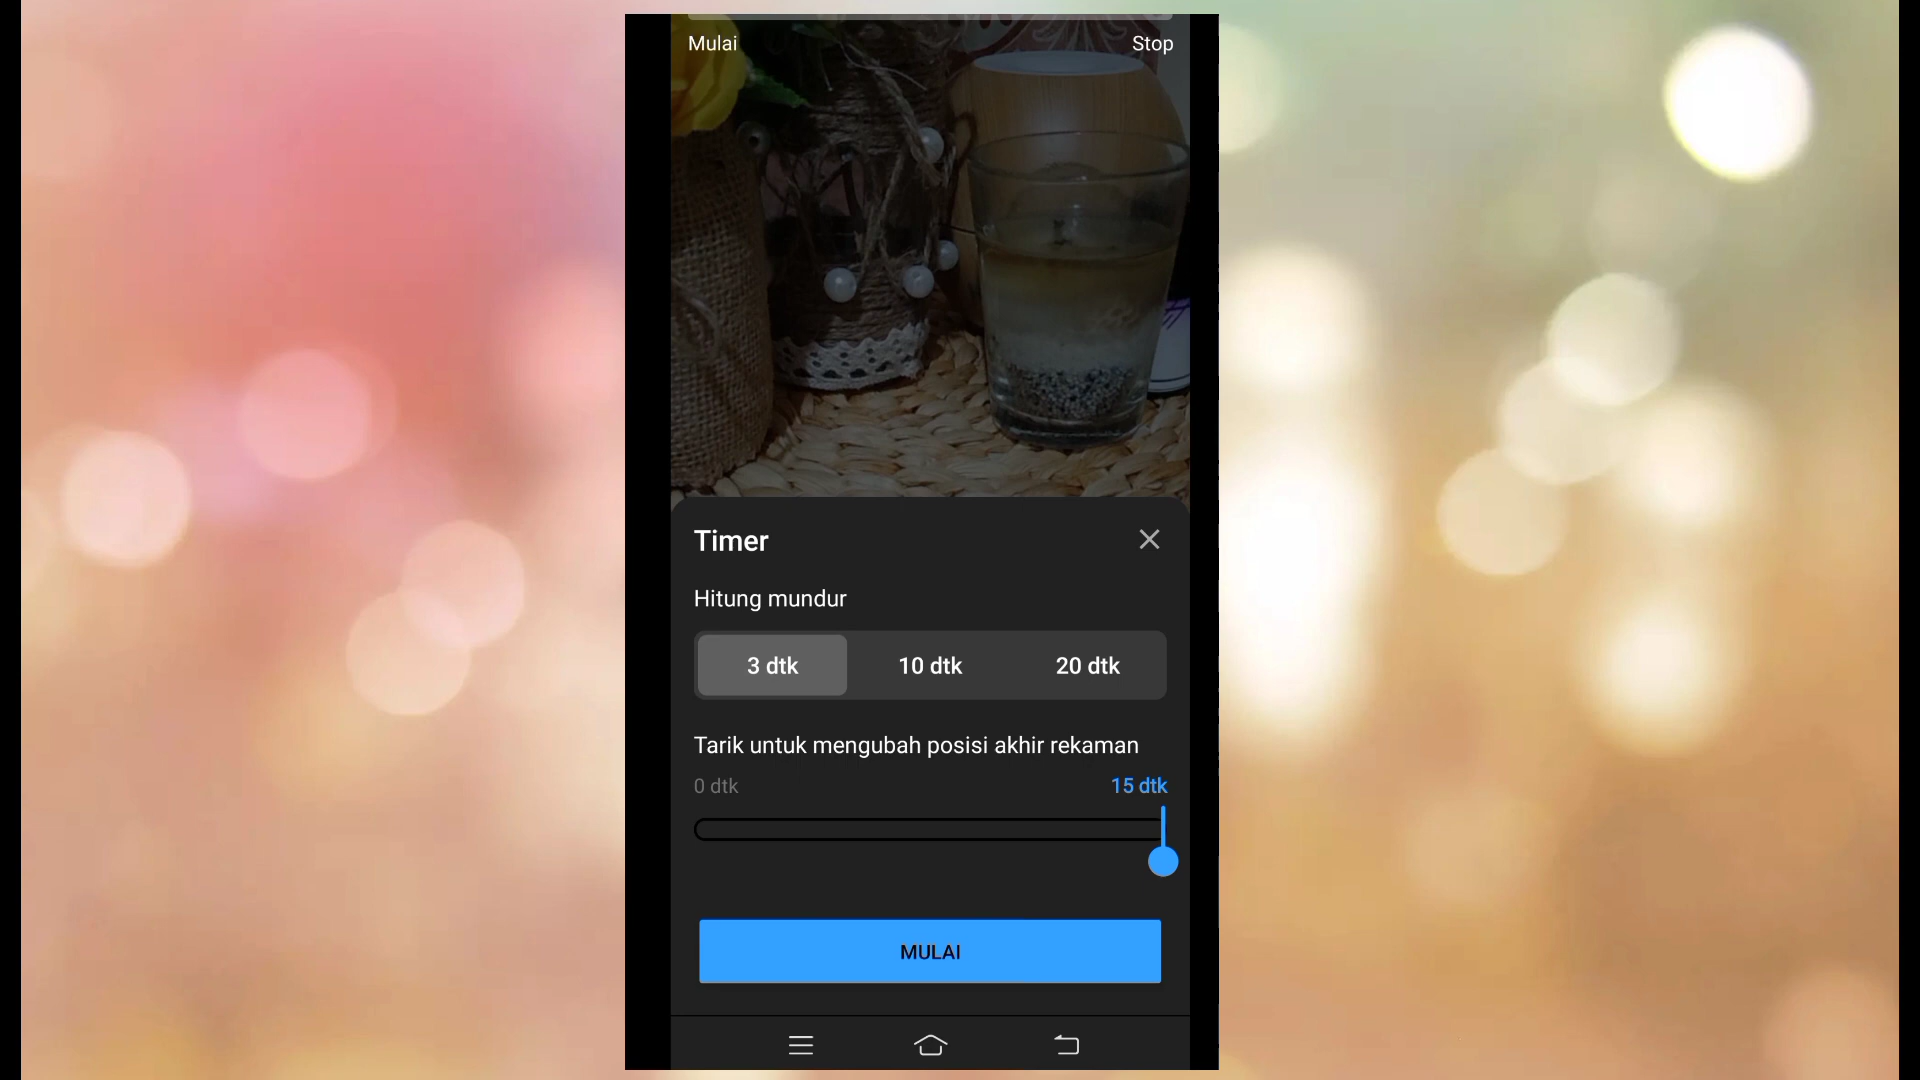 Mulai
Stop
Timer
Hitung mundur
3 dtk
10 dtk
20 dtk
Tarik untuk mengubah posisi akhir rekaman
0 dtk
15 dtk
MULAI